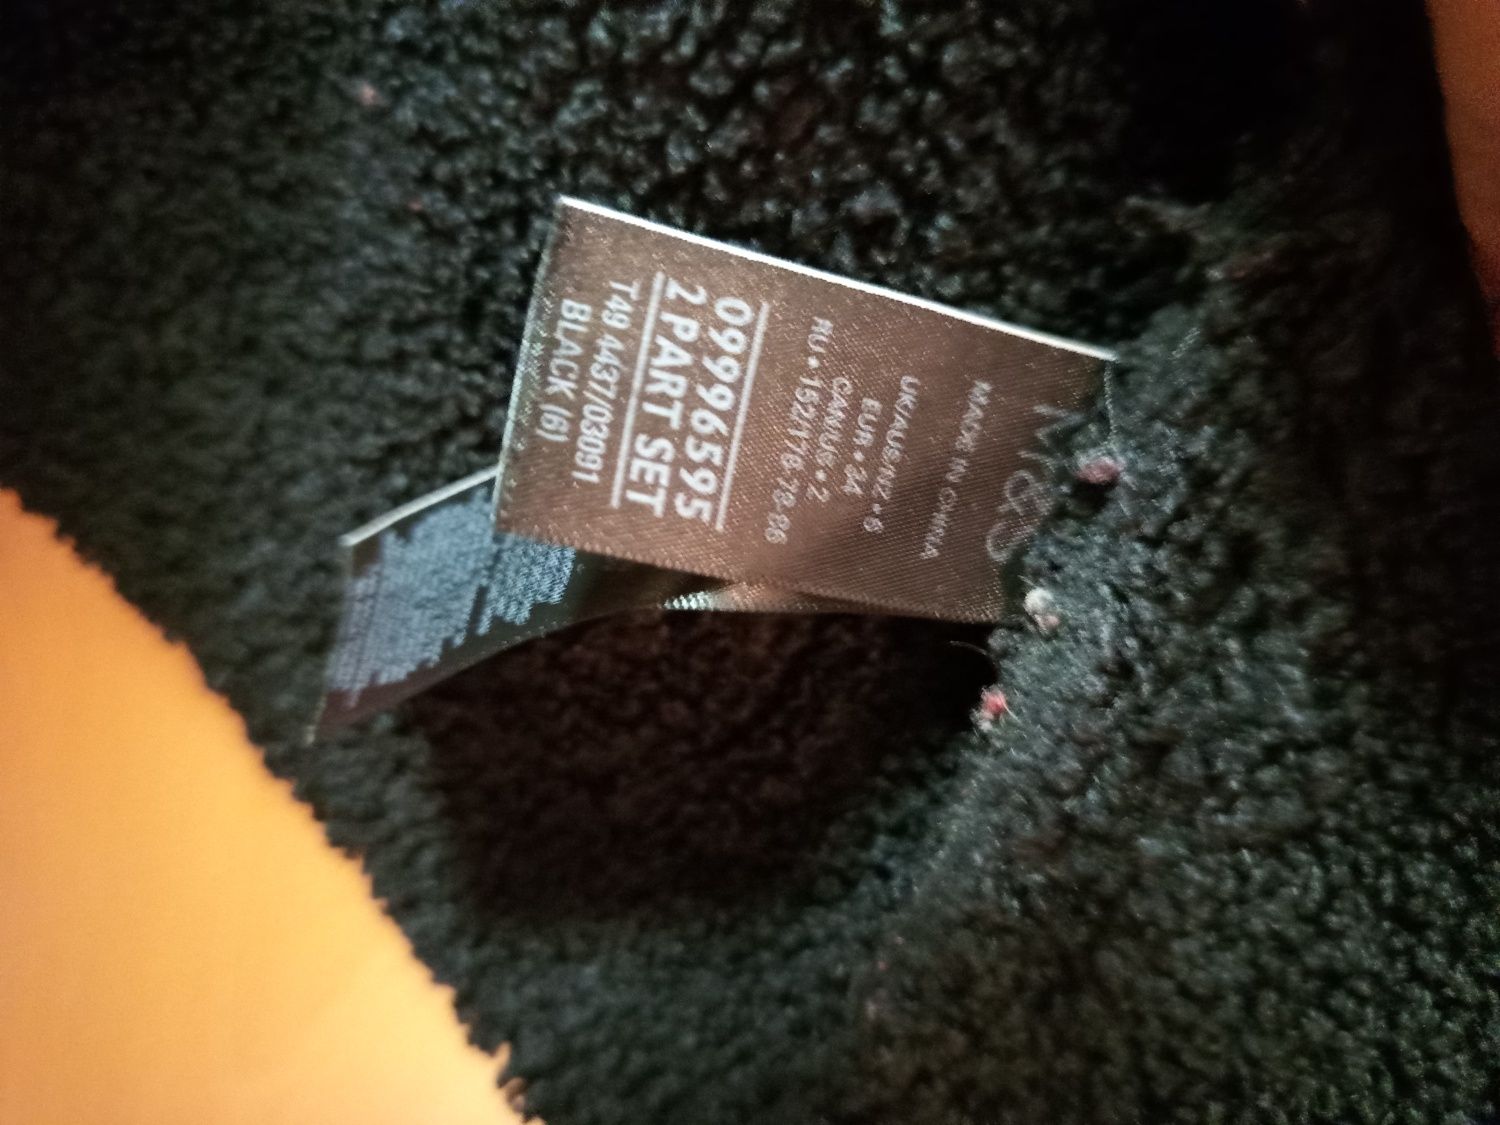 M&S
MADE IN CHINA
UK/AUS/NZ • 6
EUR • 34
CAN/US • 2
RU • 152/170-78-86
09996595
2 PART SET
T49 4437/03091
BLACK (6)